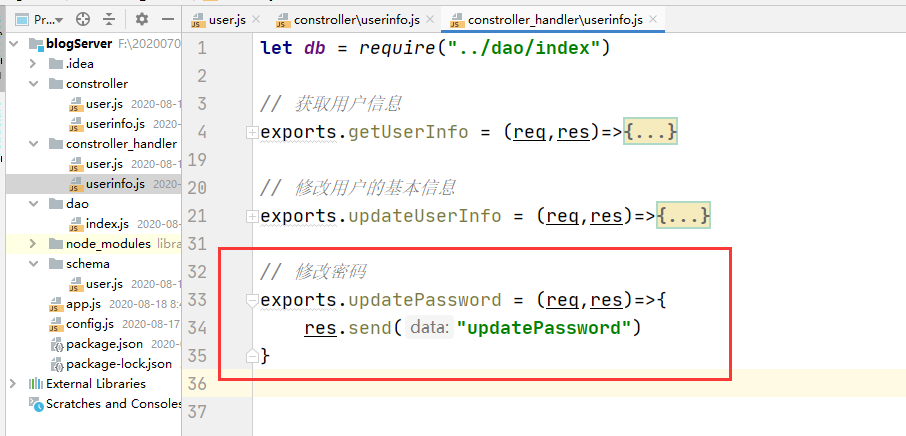 Pr...
user.js
constroller\userinfo.js
constroller_handler\userinfo.js
blogServer F:\2020070
.idea
constroller
user.js 2020-08-1
userinfo.js 2020-
constroller_handler
user.js 2020-08-1
userinfo.js 2020-
dao
index.js 2020-08-
node_modules libra
schema
user.js 2020-08-1
app.js 2020-08-18 8:4
config.js 2020-08-17
package.json 2020-0
package-lock.json
External Libraries
Scratches and Consoles
1 let db = require("../dao/index")
2
3 // 获取用户信息
4 exports.getUserInfo = (req,res)=>{...}
19
20 // 修改用户的基本信息
21 exports.updateUserInfo = (req,res)=>{...}
31
32 // 修改密码
33 exports.updatePassword = (req,res)=>{
34 res.send( data: "updatePassword")
35 }
36
37